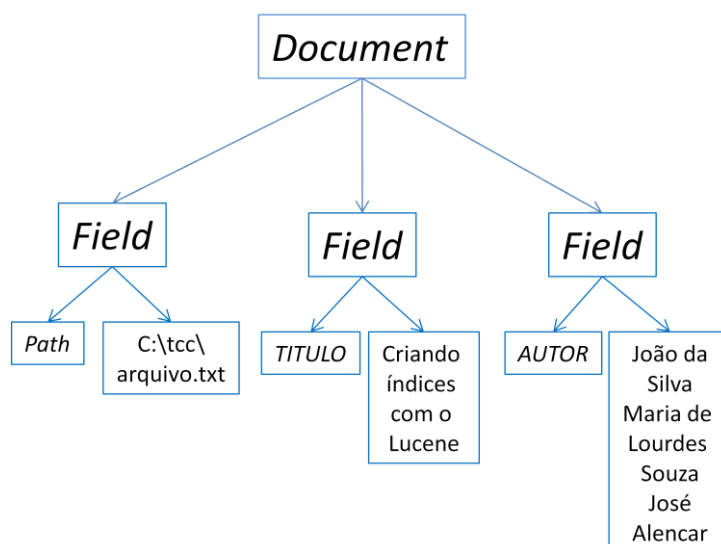 Document
Field
Field
Field
Path
C:\tcc\
arquivo.txt
TITULO
Criando
índices
com o
Lucene
AUTOR
João da
Silva
Maria de
Lourdes
Souza
José
Alencar